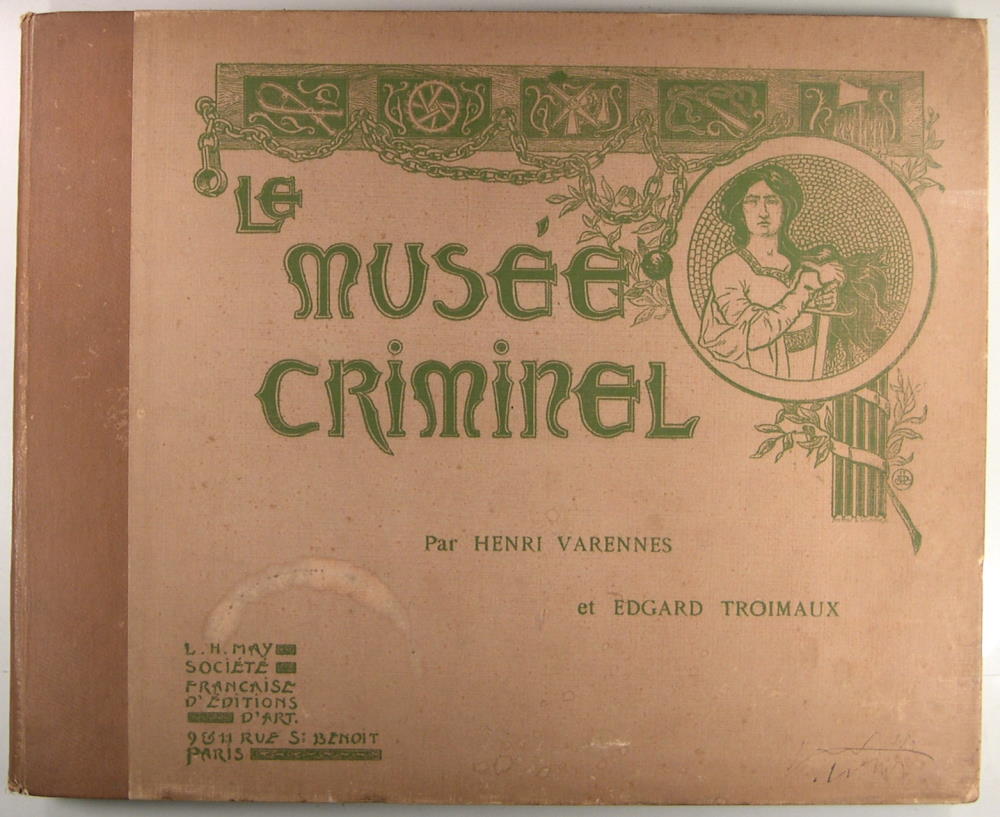 LE
MUSÉE
CRIMINEL
Par HENRI VARENNES
et EDGARD TROIMAUX
L. H. MAY
SOCIÉTÉ
FRANÇAISE
D'ÉDITIONS
D'ART.
9 & 11 RUE St BENOIT
PARIS